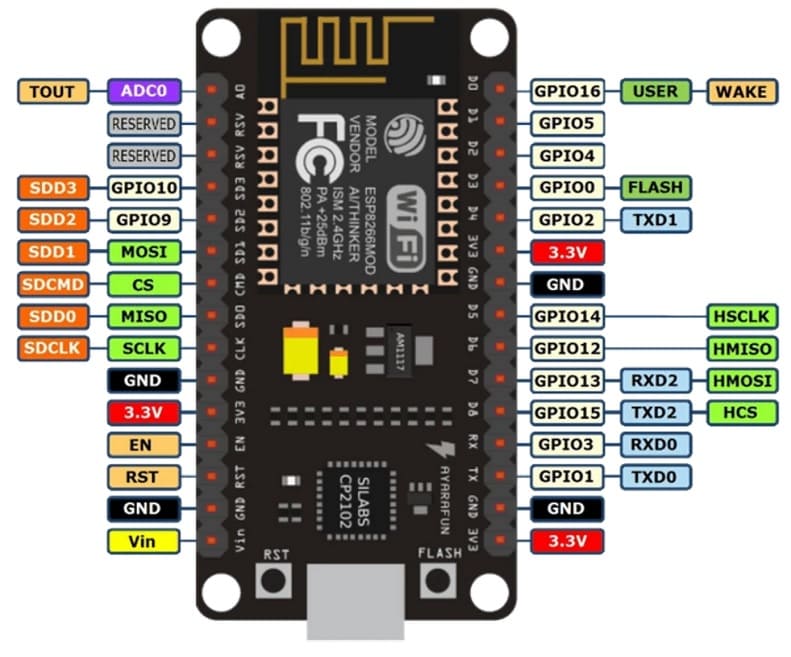 TOUT ADC0 A0 D0 GPIO16 USER WAKE
RESERVED RSV D1 GPIO5
RESERVED RSV D2 GPIO4
SDD3 GPIO10 SD3 D3 GPIO0 FLASH
SDD2 GPIO9 SD2 D4 GPIO2 TXD1
SDD1 MOSI SD1 3V3 3.3V
SDCMD CS CMD GND GND
SDD0 MISO SD0 D5 GPIO14 HSCLK
SDCLK SCLK CLK D6 GPIO12 HMISO
GND GND D7 GPIO13 RXD2 HMOSI
3.3V 3V3 D8 GPIO15 TXD2 HCS
EN EN RX GPIO3 RXD0
RST RST TX GPIO1 TXD0
GND GND GND GND
Vin Vin 3V3 3.3V
MODEL ESP8266MOD
VENDOR AI/THINKER
ISM 2.4GHz
PA +25dBm
802.11b/g/n
FC
Wi Fi
AM1117
SILABS
CP2102
AYARAFUN
RST
FLASH